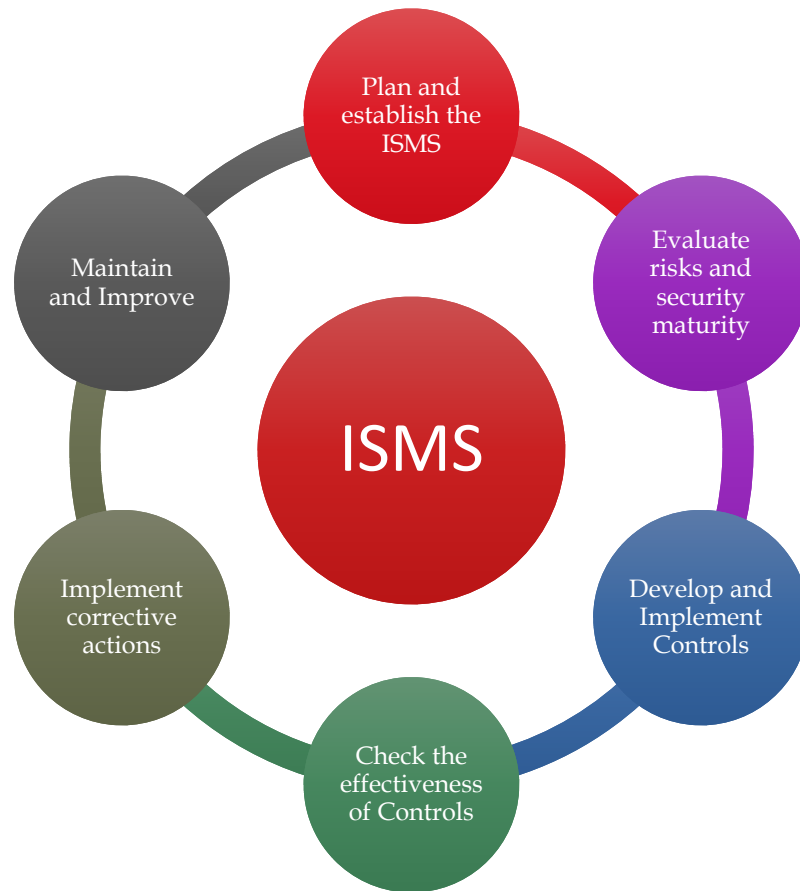 Plan and
establish the
ISMS
Evaluate
risks and
security
maturity
Develop and
Implement
Controls
Check the
effectiveness
of Controls
Implement
corrective
actions
Maintain
and Improve
ISMS